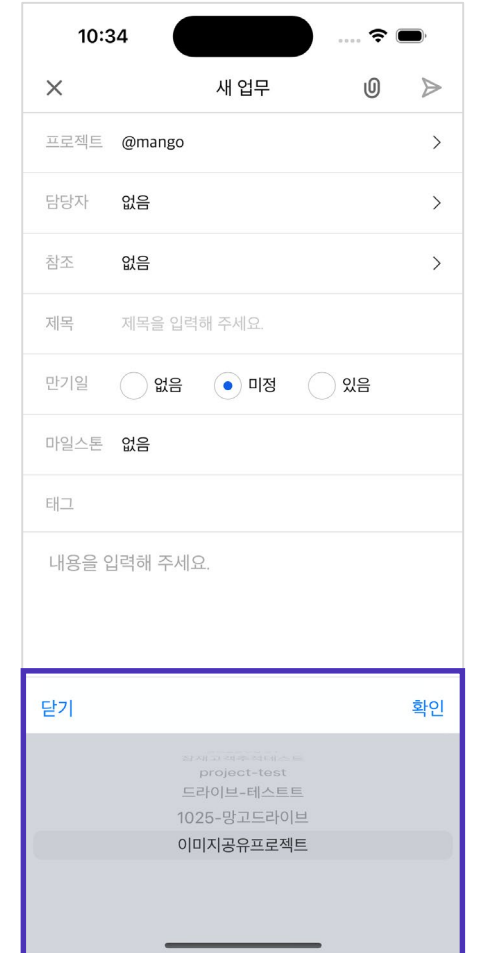 10:34
새 업무
프로젝트 @mango
담당자 없음
참조 없음
제목 제목을 입력해 주세요.
만기일 없음 미정 있음
마일스톤 없음
태그
내용을 입력해 주세요.
닫기 확인
project-test
드라이브-테스트트
1025-망고드라이브
이미지공유프로젝트